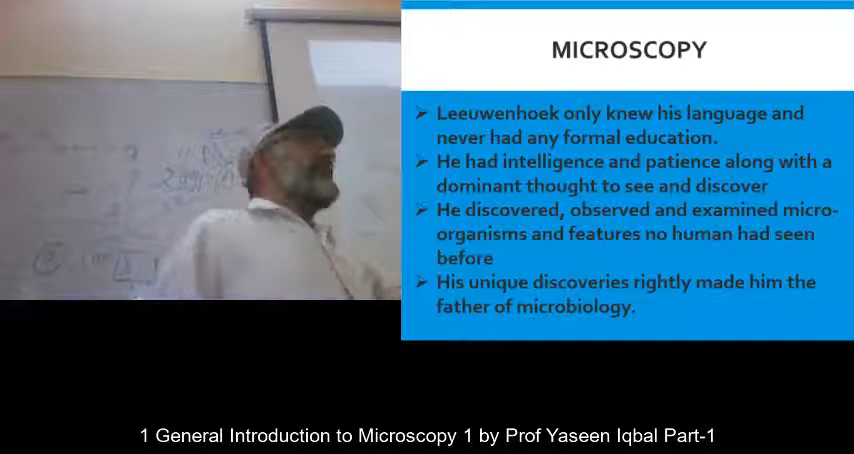 MICROSCOPY
➢ Leeuwenhoek only knew his language and
never had any formal education.
➢ He had intelligence and patience along with a
dominant thought to see and discover
➢ He discovered, observed and examined micro-
organisms and features no human had seen
before
➢ His unique discoveries rightly made him the
father of microbiology.
1 General Introduction to Microscopy 1 by Prof Yaseen Iqbal Part-1